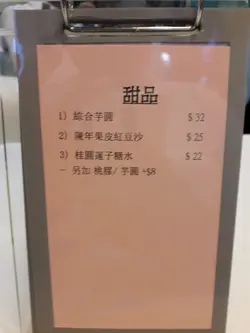 甜品
1) 綜合芋圓 $ 32
2) 陳年果皮紅豆沙 $ 25
3) 桂圓蓮子糖水 $ 22
- 另加 桃膠/ 芋圓 +$8